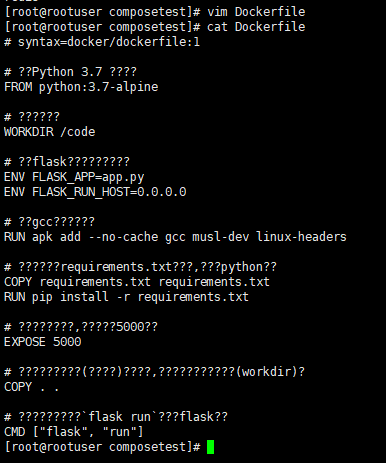 [root@rootuser composetest]# vim Dockerfile
[root@rootuser composetest]# cat Dockerfile
# syntax=docker/dockerfile:1
# ??Python 3.7 ????
FROM python:3.7-alpine
# ??????
WORKDIR /code
# ??flask?????????
ENV FLASK_APP=app.py
ENV FLASK_RUN_HOST=0.0.0.0
# ??gcc??????
RUN apk add --no-cache gcc musl-dev linux-headers
# ??????requirements.txt???,???python??
COPY requirements.txt requirements.txt
RUN pip install -r requirements.txt
# ????????,?????5000??
EXPOSE 5000
# ?????????(????)????,???????????(workdir)?
COPY . .
# ?????????`flask run`???flask??
CMD ["flask", "run"]
[root@rootuser composetest]#